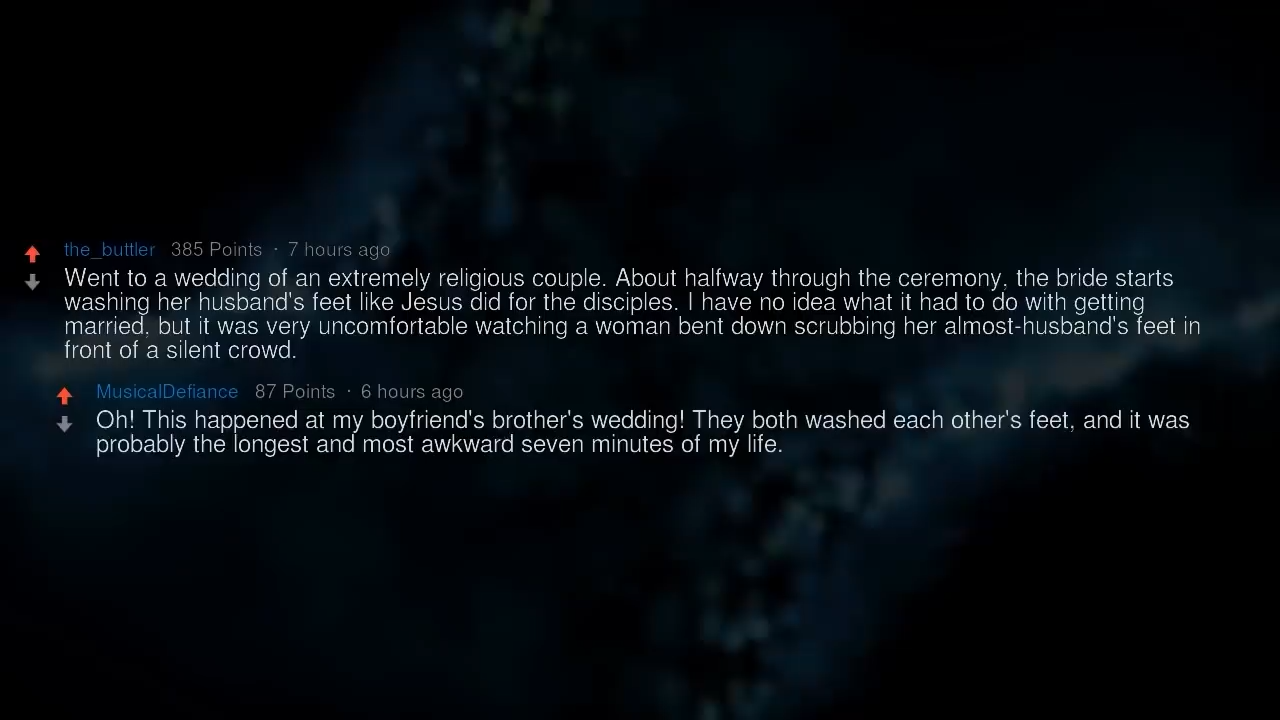 the_buttler 385 Points · 7 hours ago
Went to a wedding of an extremely religious couple. About halfway through the ceremony, the bride starts
washing her husband's feet like Jesus did for the disciples. I have no idea what it had to do with getting
married, but it was very uncomfortable watching a woman bent down scrubbing her almost-husband's feet in
front of a silent crowd.
MusicalDefiance 87 Points · 6 hours ago
Oh! This happened at my boyfriend's brother's wedding! They both washed each other's feet, and it was
probably the longest and most awkward seven minutes of my life.